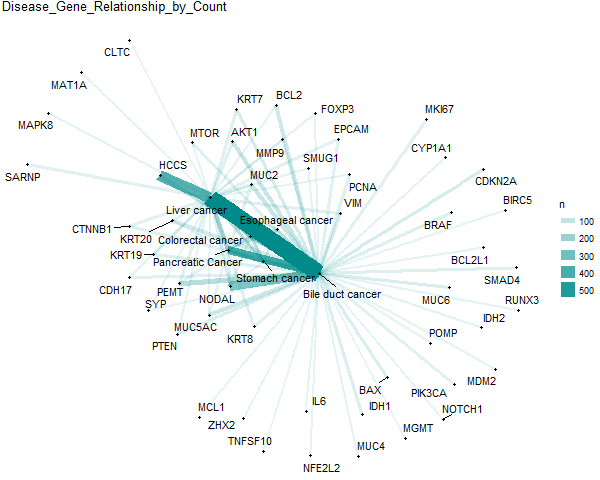 Disease_Gene_Relationship_by_Count
CLTC
MAT1A
MAPK8
SARNP
HCCS
MTOR
KRT7
BCL2
AKT1
FOXP3
EPCAM
MMP9
SMUG1
MUC2
PCNA
VIM
MKI67
CYP1A1
CDKN2A
BIRC5
BRAF
BCL2L1
SMAD4
RUNX3
MUC6
IDH2
POMP
MDM2
PIK3CA
NOTCH1
BAX
IDH1
MGMT
MUC4
IL6
NFE2L2
TNFSF10
ZHX2
MCL1
KRT8
PTEN
MUC5AC
SYP
NODAL
PEMT
CDH17
KRT19
KRT20
CTNNB1
Liver cancer
Esophageal cancer
Colorectal cancer
Pancreatic Cancer
Stomach cancer
Bile duct cancer
n
100
200
300
400
500